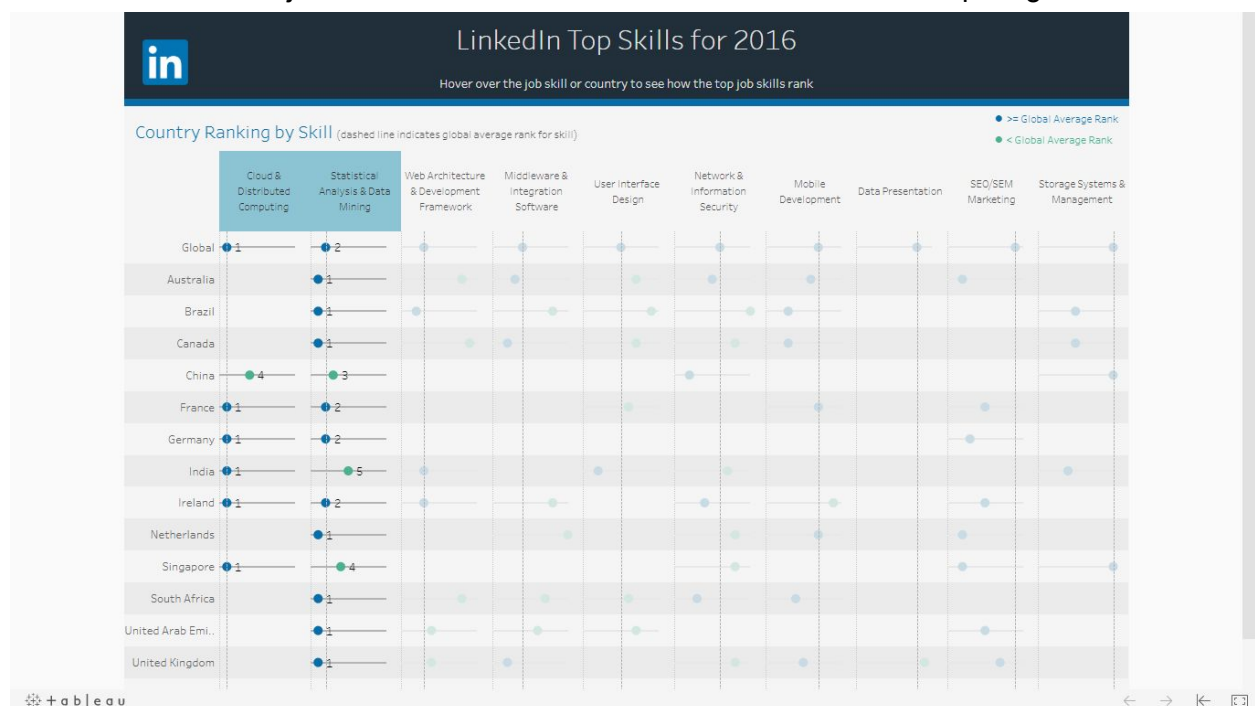 in
LinkedIn Top Skills for 2016
Hover over the job skill or country to see how the top job skills rank
Country Ranking by Skill (dashed line indicates global average rank for skill)
>= Global Average Rank
< Global Average Rank
Cloud &
Distributed
Computing
Statistical
Analysis & Data
Mining
Web Architecture
& Development
Framework
Middleware &
Integration
Software
User Interface
Design
Network &
Information
Security
Mobile
Development
Data Presentation
SEO/SEM
Marketing
Storage Systems &
Management
Global 1 2
Australia 1
Brazil 1
Canada 1
China 4 3
France 1 2
Germany 1 2
India 1 5
Ireland 1 2
Netherlands 1
Singapore 1 4
South Africa 1
United Arab Emi..
1
United Kingdom 1
+ableau